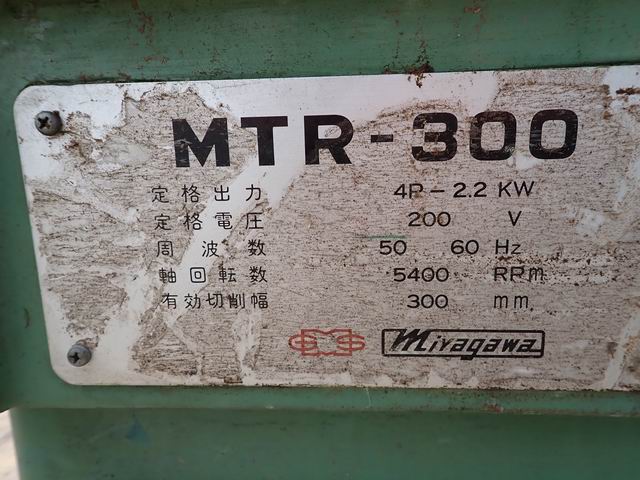 MTR-300
定格出力 4P-2.2 KW
定格電圧 200 V
周波数 50 60 Hz
軸回転数 5400 RPm
有効切削幅 300 mm.
Miyagawa